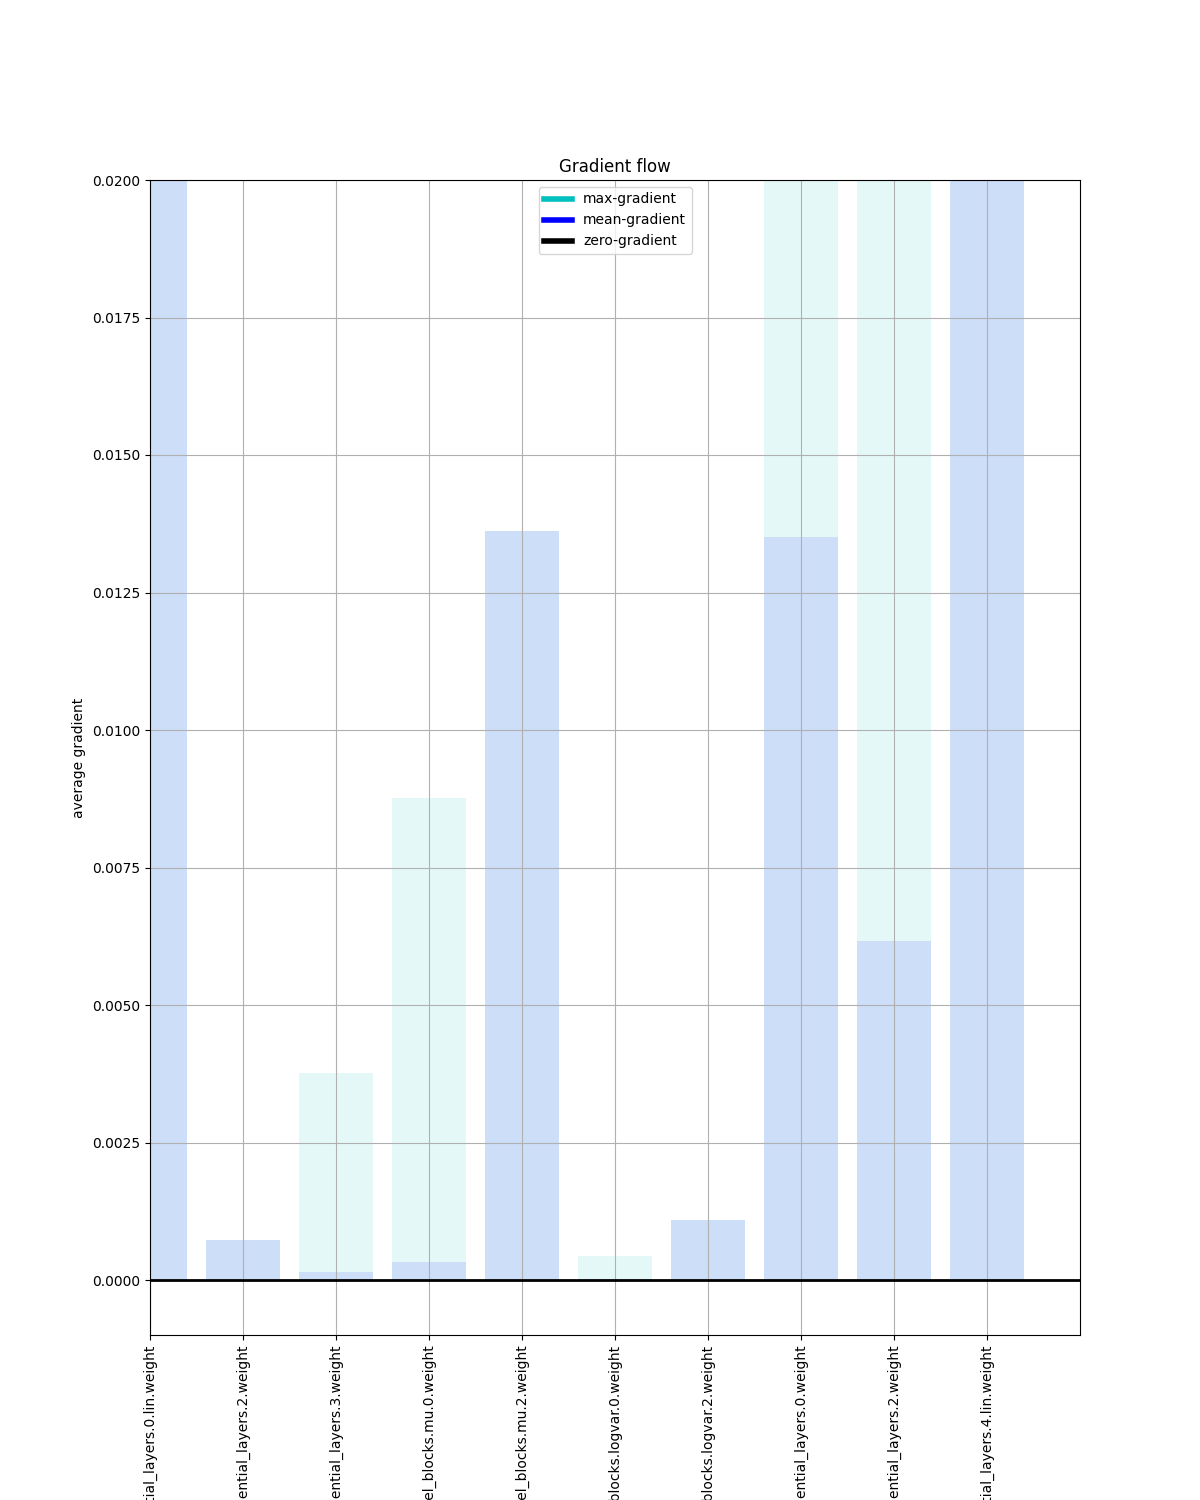 Gradient flow
max-gradient
mean-gradient
zero-gradient
0.0200
0.0175
0.0150
0.0125
0.0100
0.0075
0.0050
0.0025
0.0000
average gradient
tial_layers.0.lin.weight
ential_layers.2.weight
ential_layers.3.weight
el_blocks.mu.0.weight
el_blocks.mu.2.weight
blocks.logvar.0.weight
blocks.logvar.2.weight
ential_layers.0.weight
ential_layers.2.weight
tial_layers.4.lin.weight